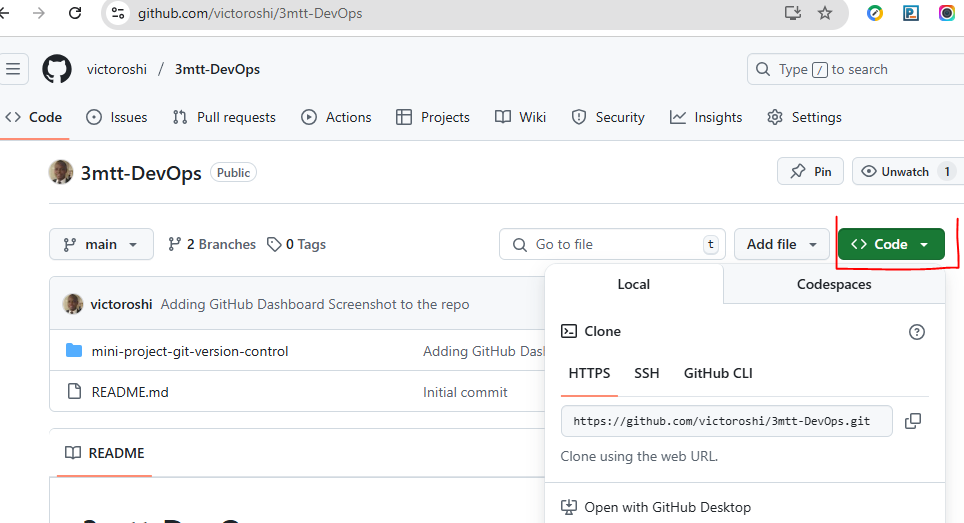 github.com/victoroshi/3mtt-DevOps
victoroshi / 3mtt-DevOps
Type / to search
<> Code Issues Pull requests Actions Projects Wiki Security Insights Settings
3mtt-DevOps Public
Pin Unwatch 1
main 2 Branches 0 Tags
Go to file t Add file <> Code
Local Codespaces
victoroshi Adding GitHub Dashboard Screenshot to the repo
Clone
mini-project-git-version-control Adding GitHub Das
HTTPS SSH GitHub CLI
README.md Initial commit
https://github.com/victoroshi/3mtt-DevOps.git
README
Clone using the web URL.
Open with GitHub Desktop
3mtt-DevOps